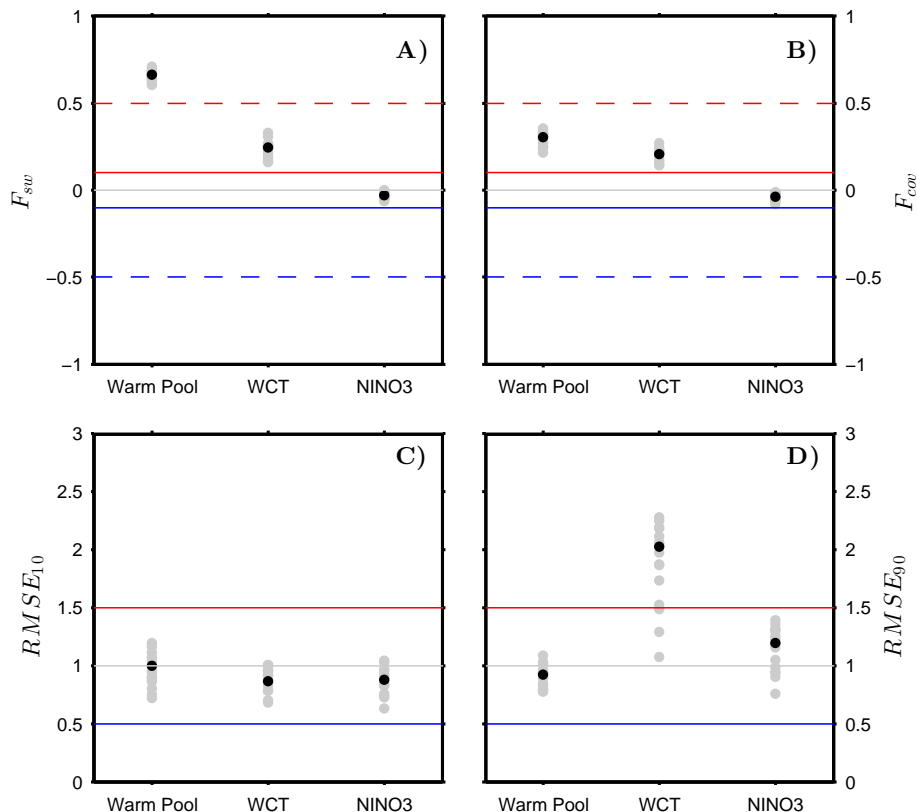 A)
1
0.5
0
−0.5
−1
F_sw
Warm Pool WCT NINO3
B)
1
0.5
0
−0.5
−1
F_cov
Warm Pool WCT NINO3
C)
3
2.5
2
1.5
1
0.5
0
RMSE_10
Warm Pool WCT NINO3
D)
3
2.5
2
1.5
1
0.5
0
RMSE_90
Warm Pool WCT NINO3